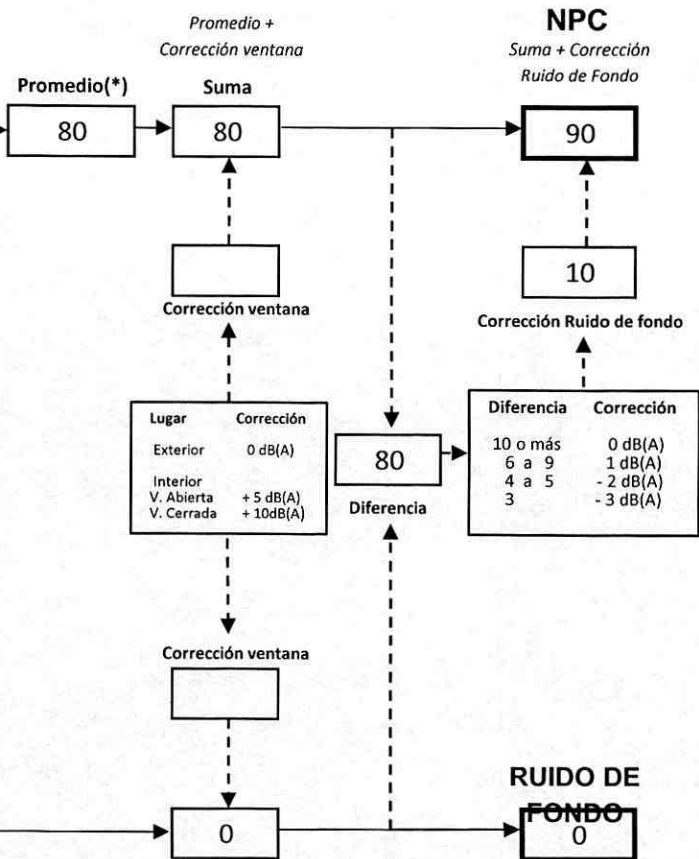 Promedio +
Corrección ventana
NPC
Suma + Corrección
Ruido de Fondo
Promedio(*)
Suma
80
80
90
10
Corrección ventana
Corrección Ruido de fondo
Lugar Corrección
Exterior 0 dB(A)
Interior
V. Abierta + 5 dB(A)
V. Cerrada + 10dB(A)
80
Diferencia
Diferencia Corrección
10 o más 0 dB(A)
6 a 9 1 dB(A)
4 a 5 - 2 dB(A)
3 - 3 dB(A)
Corrección ventana
RUIDO DE
FONDO
0
0